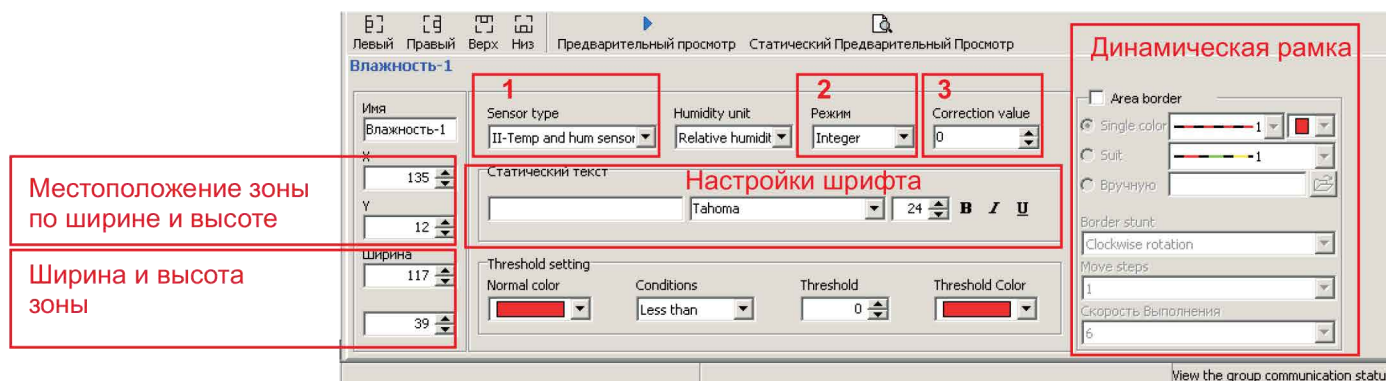 Левый Правый Верх Низ Предварительный просмотр Статический Предварительный Просмотр
Влажность-1
Динамическая рамка
1
2
3
Имя
Влажность-1
Sensor type
II-Temp and hum sensor
Humidity unit
Relative humidit
Режим
Integer
Correction value
0
Area border
Single color
1
Suit
1
Вручную
Местоположение зоны
по ширине и высоте
X
135
Y
12
Статический текст
Настройки шрифта
Tahoma
24
B I U
Border stunt
Clockwise rotation
Ширина и высота
зоны
Ширина
117
39
Threshold setting
Normal color
Conditions
Less than
Threshold
0
Threshold Color
Move steps
1
Скорость Выполнения
6
View the group communication statu